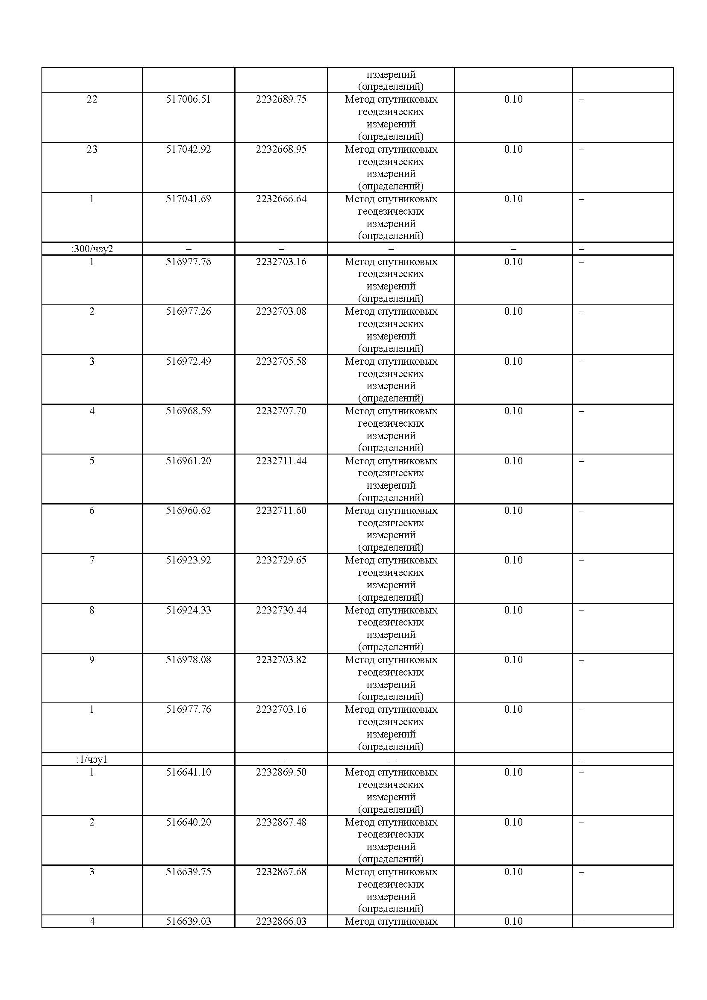 измерений
(определений)
22 517006.51 2232689.75 Метод спутниковых 0.10 –
геодезических
измерений
(определений)
23 517042.92 2232668.95 Метод спутниковых 0.10 –
геодезических
измерений
(определений)
1 517041.69 2232666.64 Метод спутниковых 0.10 –
геодезических
измерений
(определений)
:300/чзу2 – – – – –
1 516977.76 2232703.16 Метод спутниковых 0.10 –
геодезических
измерений
(определений)
2 516977.26 2232703.08 Метод спутниковых 0.10 –
геодезических
измерений
(определений)
3 516972.49 2232705.58 Метод спутниковых 0.10 –
геодезических
измерений
(определений)
4 516968.59 2232707.70 Метод спутниковых 0.10 –
геодезических
измерений
(определений)
5 516961.20 2232711.44 Метод спутниковых 0.10 –
геодезических
измерений
(определений)
6 516960.62 2232711.60 Метод спутниковых 0.10 –
геодезических
измерений
(определений)
7 516923.92 2232729.65 Метод спутниковых 0.10 –
геодезических
измерений
(определений)
8 516924.33 2232730.44 Метод спутниковых 0.10 –
геодезических
измерений
(определений)
9 516978.08 2232703.82 Метод спутниковых 0.10 –
геодезических
измерений
(определений)
1 516977.76 2232703.16 Метод спутниковых 0.10 –
геодезических
измерений
(определений)
:1/чзу1 – – – – –
1 516641.10 2232869.50 Метод спутниковых 0.10 –
геодезических
измерений
(определений)
2 516640.20 2232867.48 Метод спутниковых 0.10 –
геодезических
измерений
(определений)
3 516639.75 2232867.68 Метод спутниковых 0.10 –
геодезических
измерений
(определений)
4 516639.03 2232866.03 Метод спутниковых 0.10 –